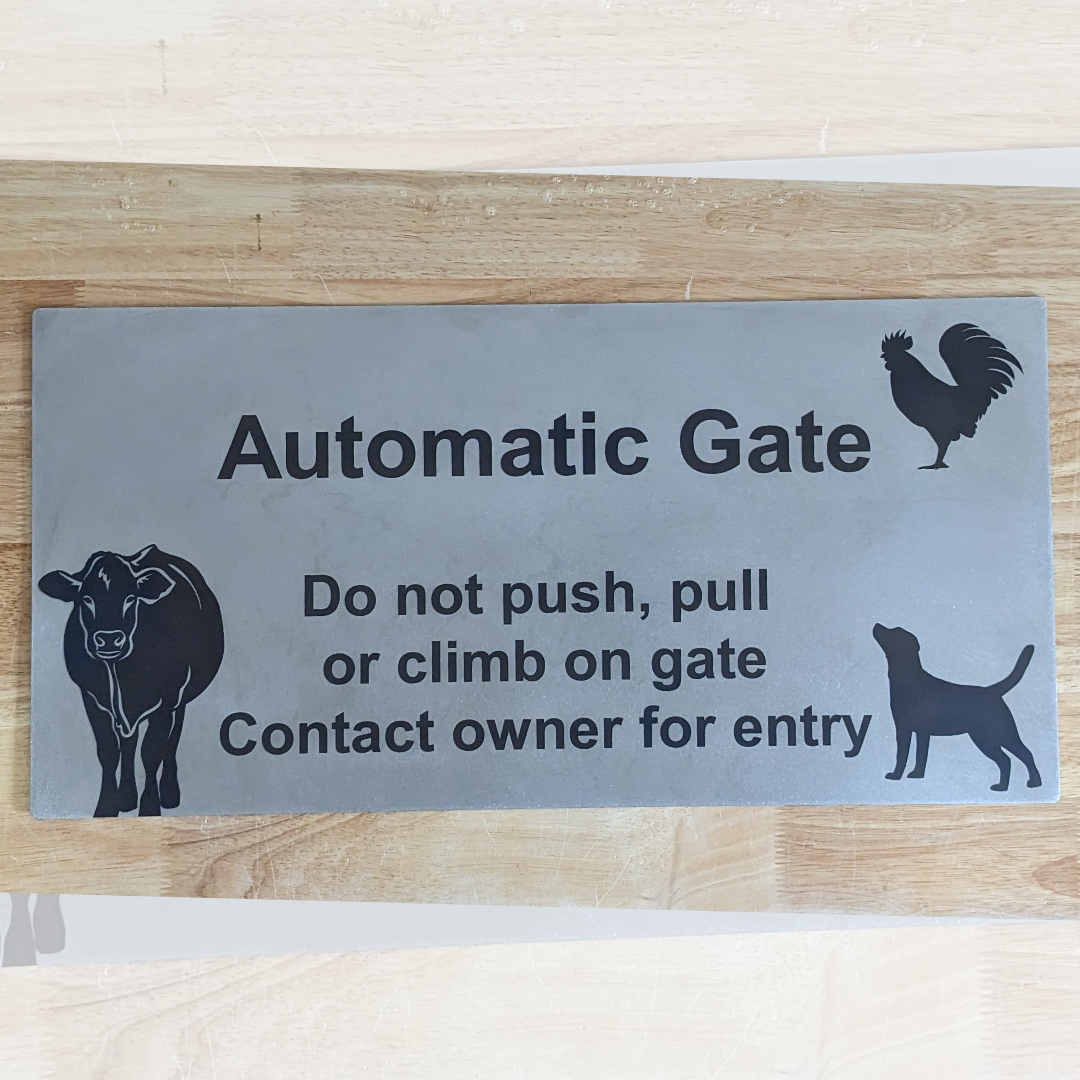 Automatic Gate
Do not push, pull
or climb on gate
Contact owner for entry